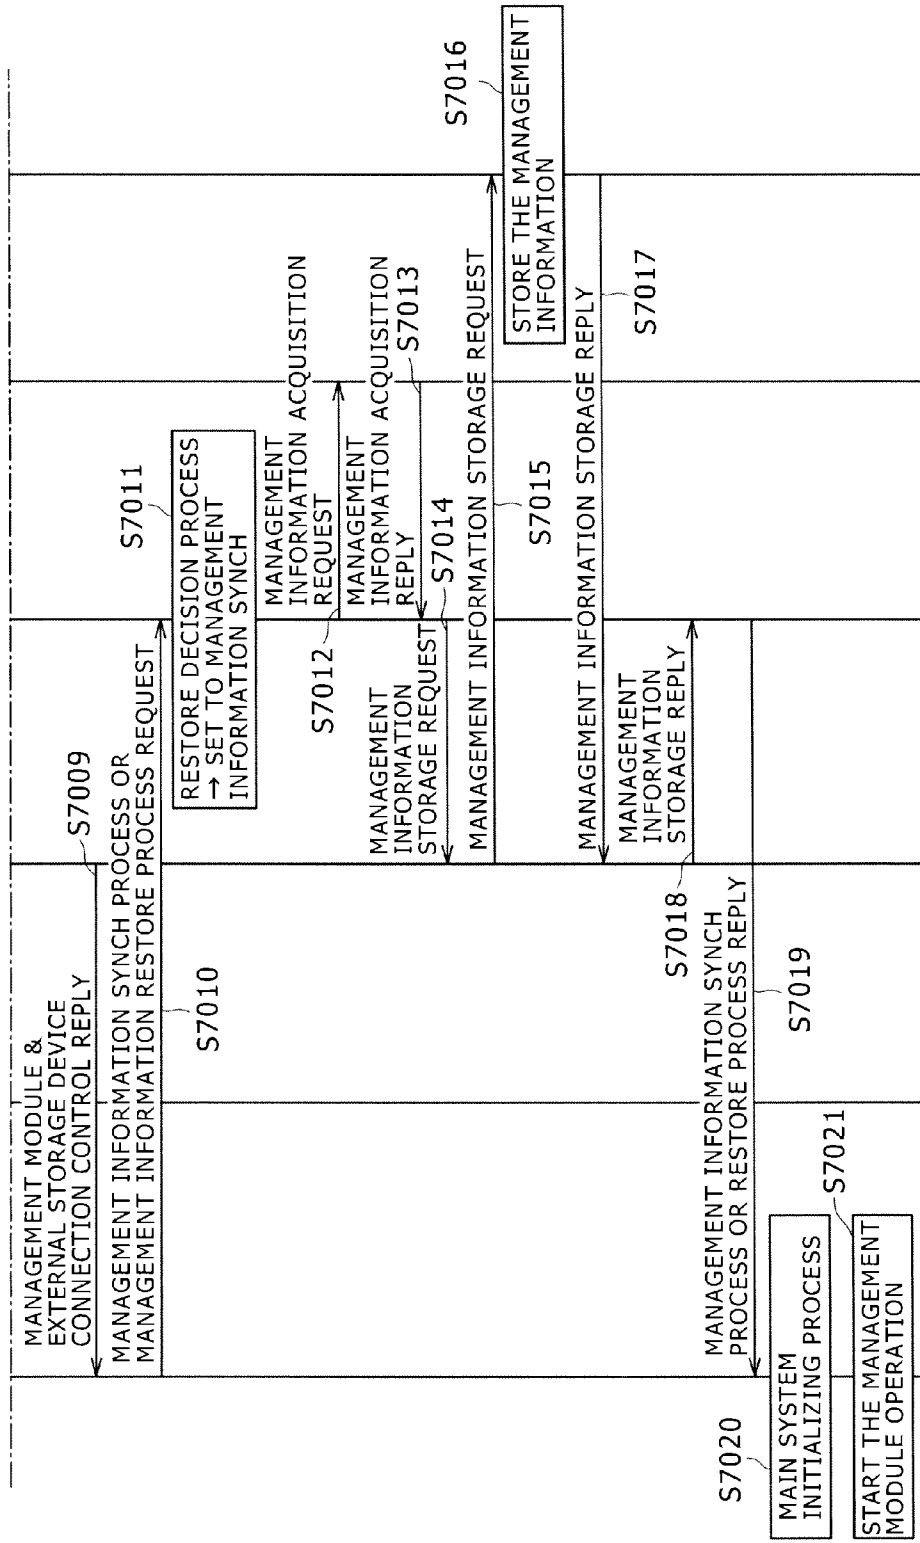 MANAGEMENT MODULE &
EXTERNAL STORAGE DEVICE
CONNECTION CONTROL REPLY
S7009
MANAGEMENT INFORMATION SYNCH PROCESS OR
MANAGEMENT INFORMATION RESTORE PROCESS REQUEST
S7010
S7011
RESTORE DECISION PROCESS
→ SET TO MANAGEMENT
INFORMATION SYNCH
MANAGEMENT
INFORMATION ACQUISITION
REQUEST
S7012
MANAGEMENT
INFORMATION ACQUISITION
REPLY
S7013
MANAGEMENT
INFORMATION
STORAGE REQUEST
S7014
MANAGEMENT INFORMATION STORAGE REQUEST
S7015
S7016
STORE THE MANAGEMENT
INFORMATION
MANAGEMENT INFORMATION STORAGE REPLY
S7017
MANAGEMENT
INFORMATION
STORAGE REPLY
S7018
MANAGEMENT INFORMATION SYNCH
PROCESS OR RESTORE PROCESS REPLY
S7019
S7020
MAIN SYSTEM
INITIALIZING PROCESS
S7021
START THE MANAGEMENT
MODULE OPERATION